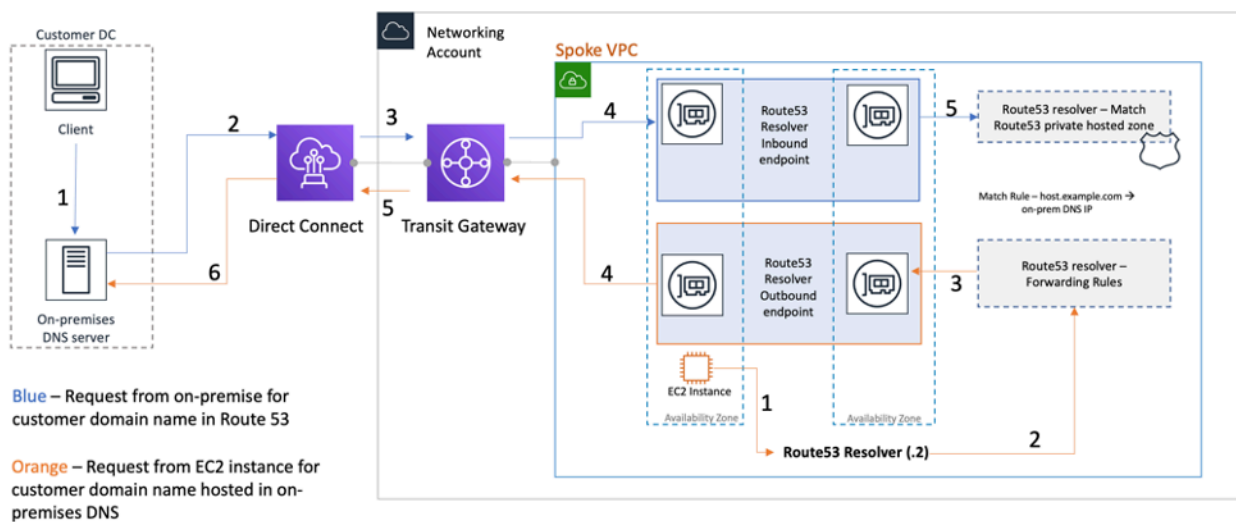 Customer DC
Client
1
On-premises
DNS server
2
6
Direct Connect
3
5
Networking
Account
Transit Gateway
Spoke VPC
4
4
Route53
Resolver
Inbound
endpoint
Route53
Resolver
Outbound
endpoint
EC2 Instance
Availability Zone
Availability Zone
1
Route53 Resolver (.2)
2
5
Route53 resolver – Match
Route53 private hosted zone
Match Rule – host.example.com →
on-prem DNS IP
3
Route53 resolver –
Forwarding Rules
Blue – Request from on-premise for
customer domain name in Route 53
Orange – Request from EC2 instance for
customer domain name hosted in on-
premises DNS